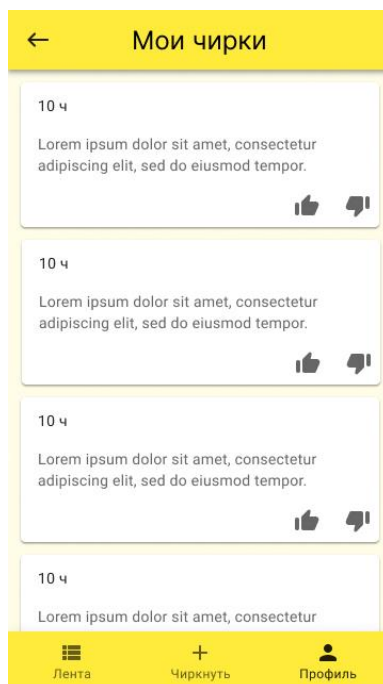 Мои чирки
10 ч
Lorem ipsum dolor sit amet, consectetur
adipiscing elit, sed do eiusmod tempor.
10 ч
Lorem ipsum dolor sit amet, consectetur
adipiscing elit, sed do eiusmod tempor.
10 ч
Lorem ipsum dolor sit amet, consectetur
adipiscing elit, sed do eiusmod tempor.
10 ч
Lorem ipsum dolor sit amet, consectetur
Лента Чиркнуть Профиль